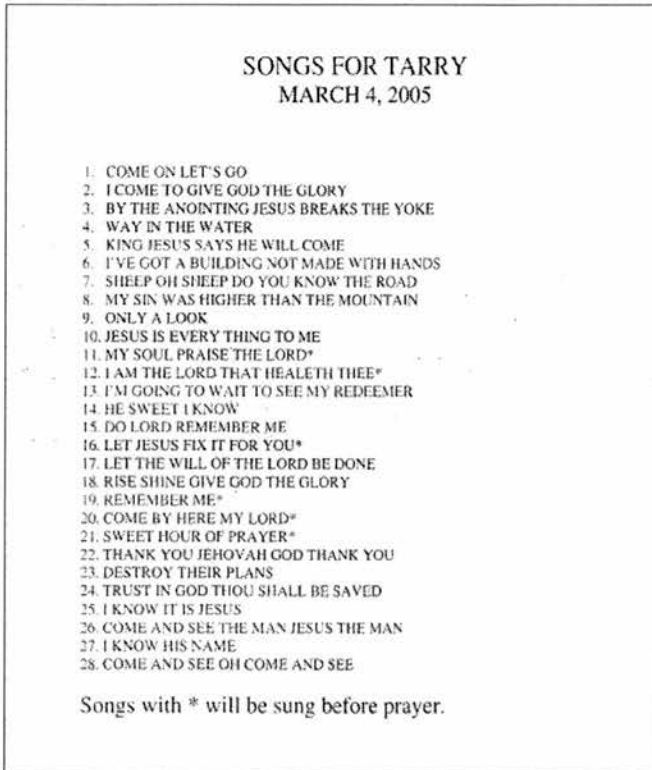 SONGS FOR TARRY
MARCH 4, 2005
1. COME ON LET'S GO
2. I COME TO GIVE GOD THE GLORY
3. BY THE ANOINTING JESUS BREAKS THE YOKE
4. WAY IN THE WATER
5. KING JESUS SAYS HE WILL COME
6. I'VE GOT A BUILDING NOT MADE WITH HANDS
7. SHEEP OH SHEEP DO YOU KNOW THE ROAD
8. MY SIN WAS HIGHER THAN THE MOUNTAIN
9. ONLY A LOOK
10. JESUS IS EVERY THING TO ME
11. MY SOUL PRAISE THE LORD*
12. I AM THE LORD THAT HEALETH THEE*
13. I'M GOING TO WAIT TO SEE MY REDEEMER
14. HE SWEET I KNOW
15. DO LORD REMEMBER ME
16. LET JESUS FIX IT FOR YOU*
17. LET THE WILL OF THE LORD BE DONE
18. RISE SHINE GIVE GOD THE GLORY
19. REMEMBER ME*
20. COME BY HERE MY LORD*
21. SWEET HOUR OF PRAYER*
22. THANK YOU JEHOVAH GOD THANK YOU
23. DESTROY THEIR PLANS
24. TRUST IN GOD THOU SHALL BE SAVED
25. I KNOW IT IS JESUS
26. COME AND SEE THE MAN JESUS THE MAN
27. I KNOW HIS NAME
28. COME AND SEE OH COME AND SEE
Songs with * will be sung before prayer.